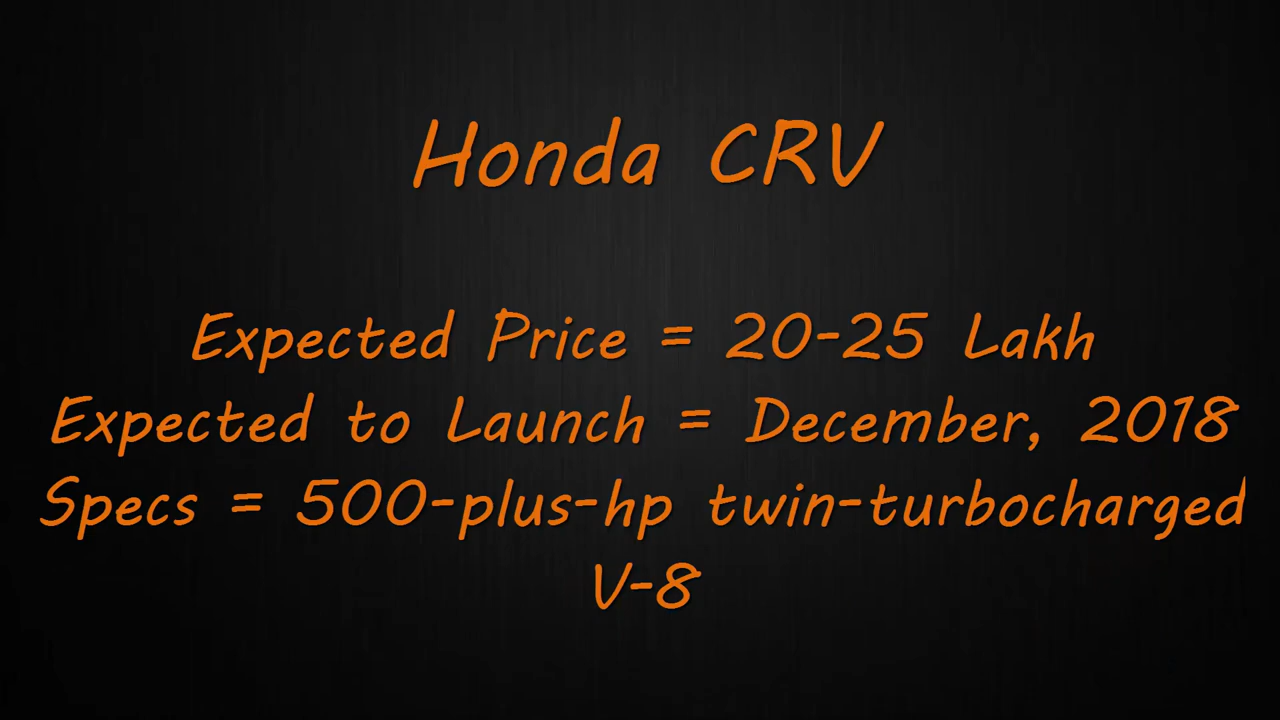 Honda CRV
Expected Price = 20-25 Lakh
Expected to Launch = December, 2018
Specs = 500-plus-hp twin-turbocharged
V-8